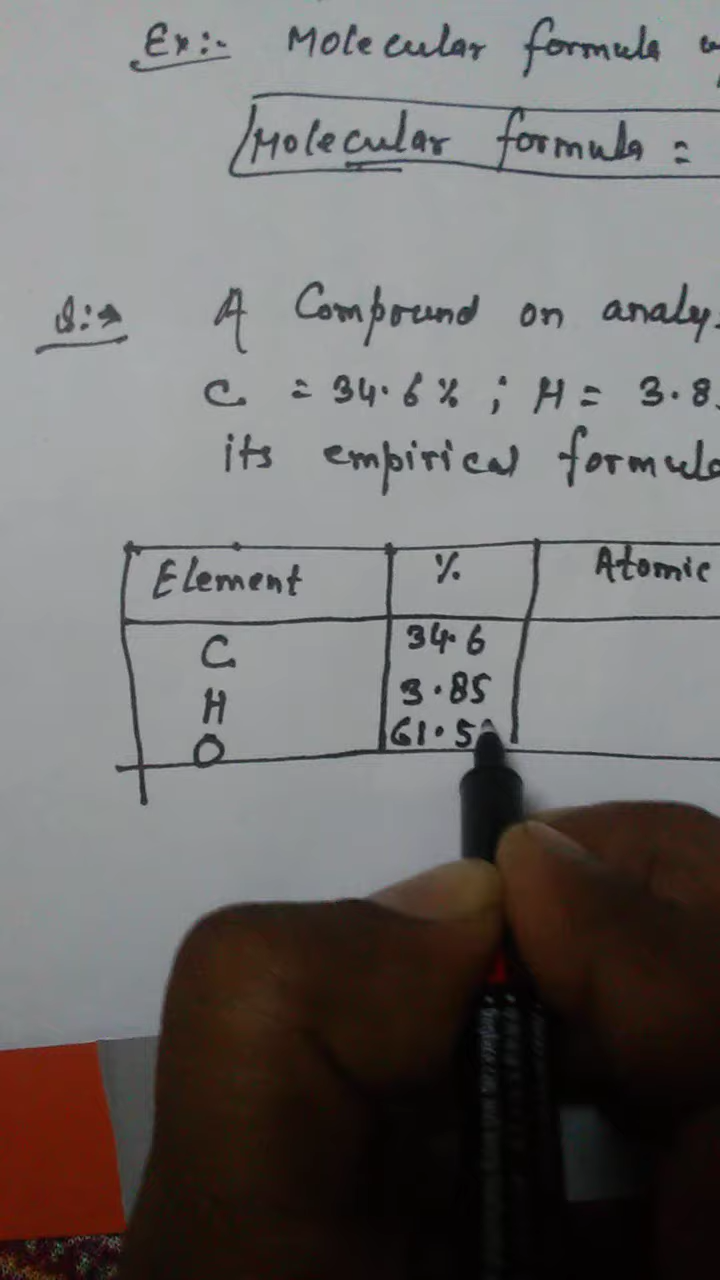 Ex:- Molecular formula
Molecular formula =
Q:→ A Compound on analy
C = 34.6% ; H = 3.8
its empirical formula
Element % Atomic
C 34.6
H 3.85
O 61.5